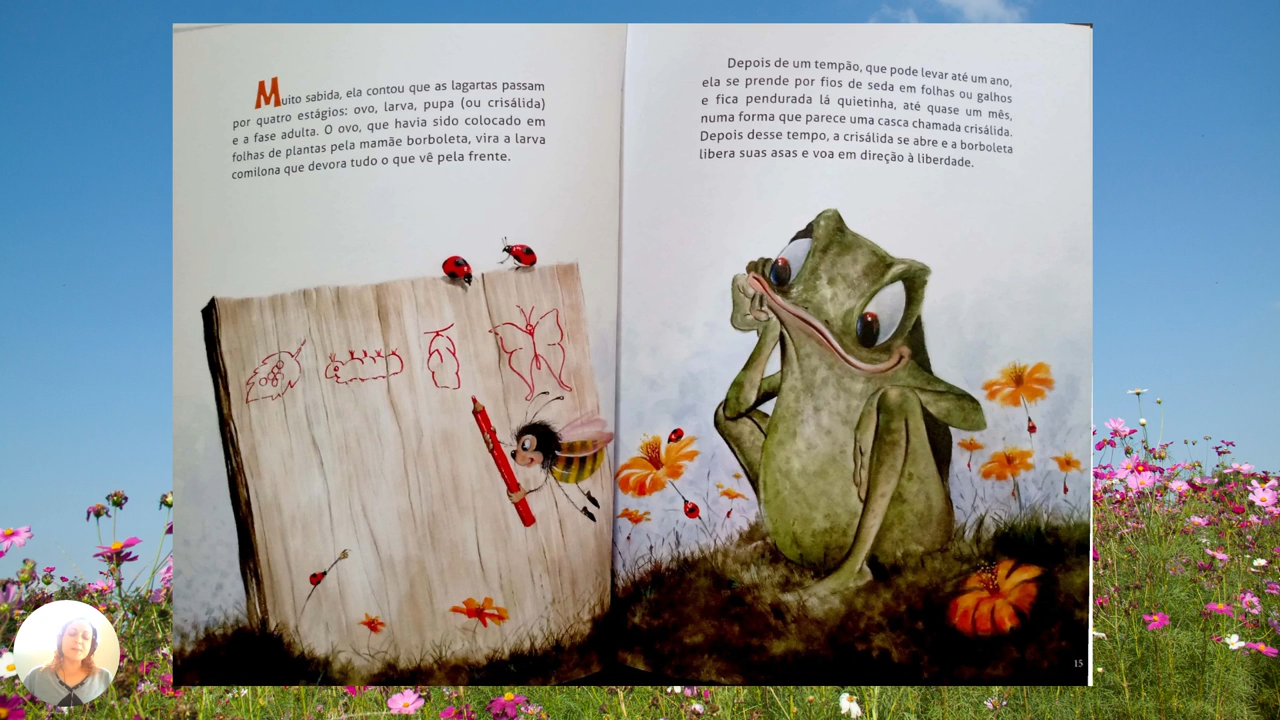 Muito sabida, ela contou que as lagartas passam
por quatro estágios: ovo, larva, pupa (ou crisálida)
e a fase adulta. O ovo, que havia sido colocado em
folhas de plantas pela mamãe borboleta, vira a larva
comilona que devora tudo o que vê pela frente.
Depois de um tempão, que pode levar até um ano,
ela se prende por fios de seda em folhas ou galhos
e fica pendurada lá quietinha, até quase um mês,
numa forma que parece uma casca chamada crisálida.
Depois desse tempo, a crisálida se abre e a borboleta
libera suas asas e voa em direção à liberdade.
15